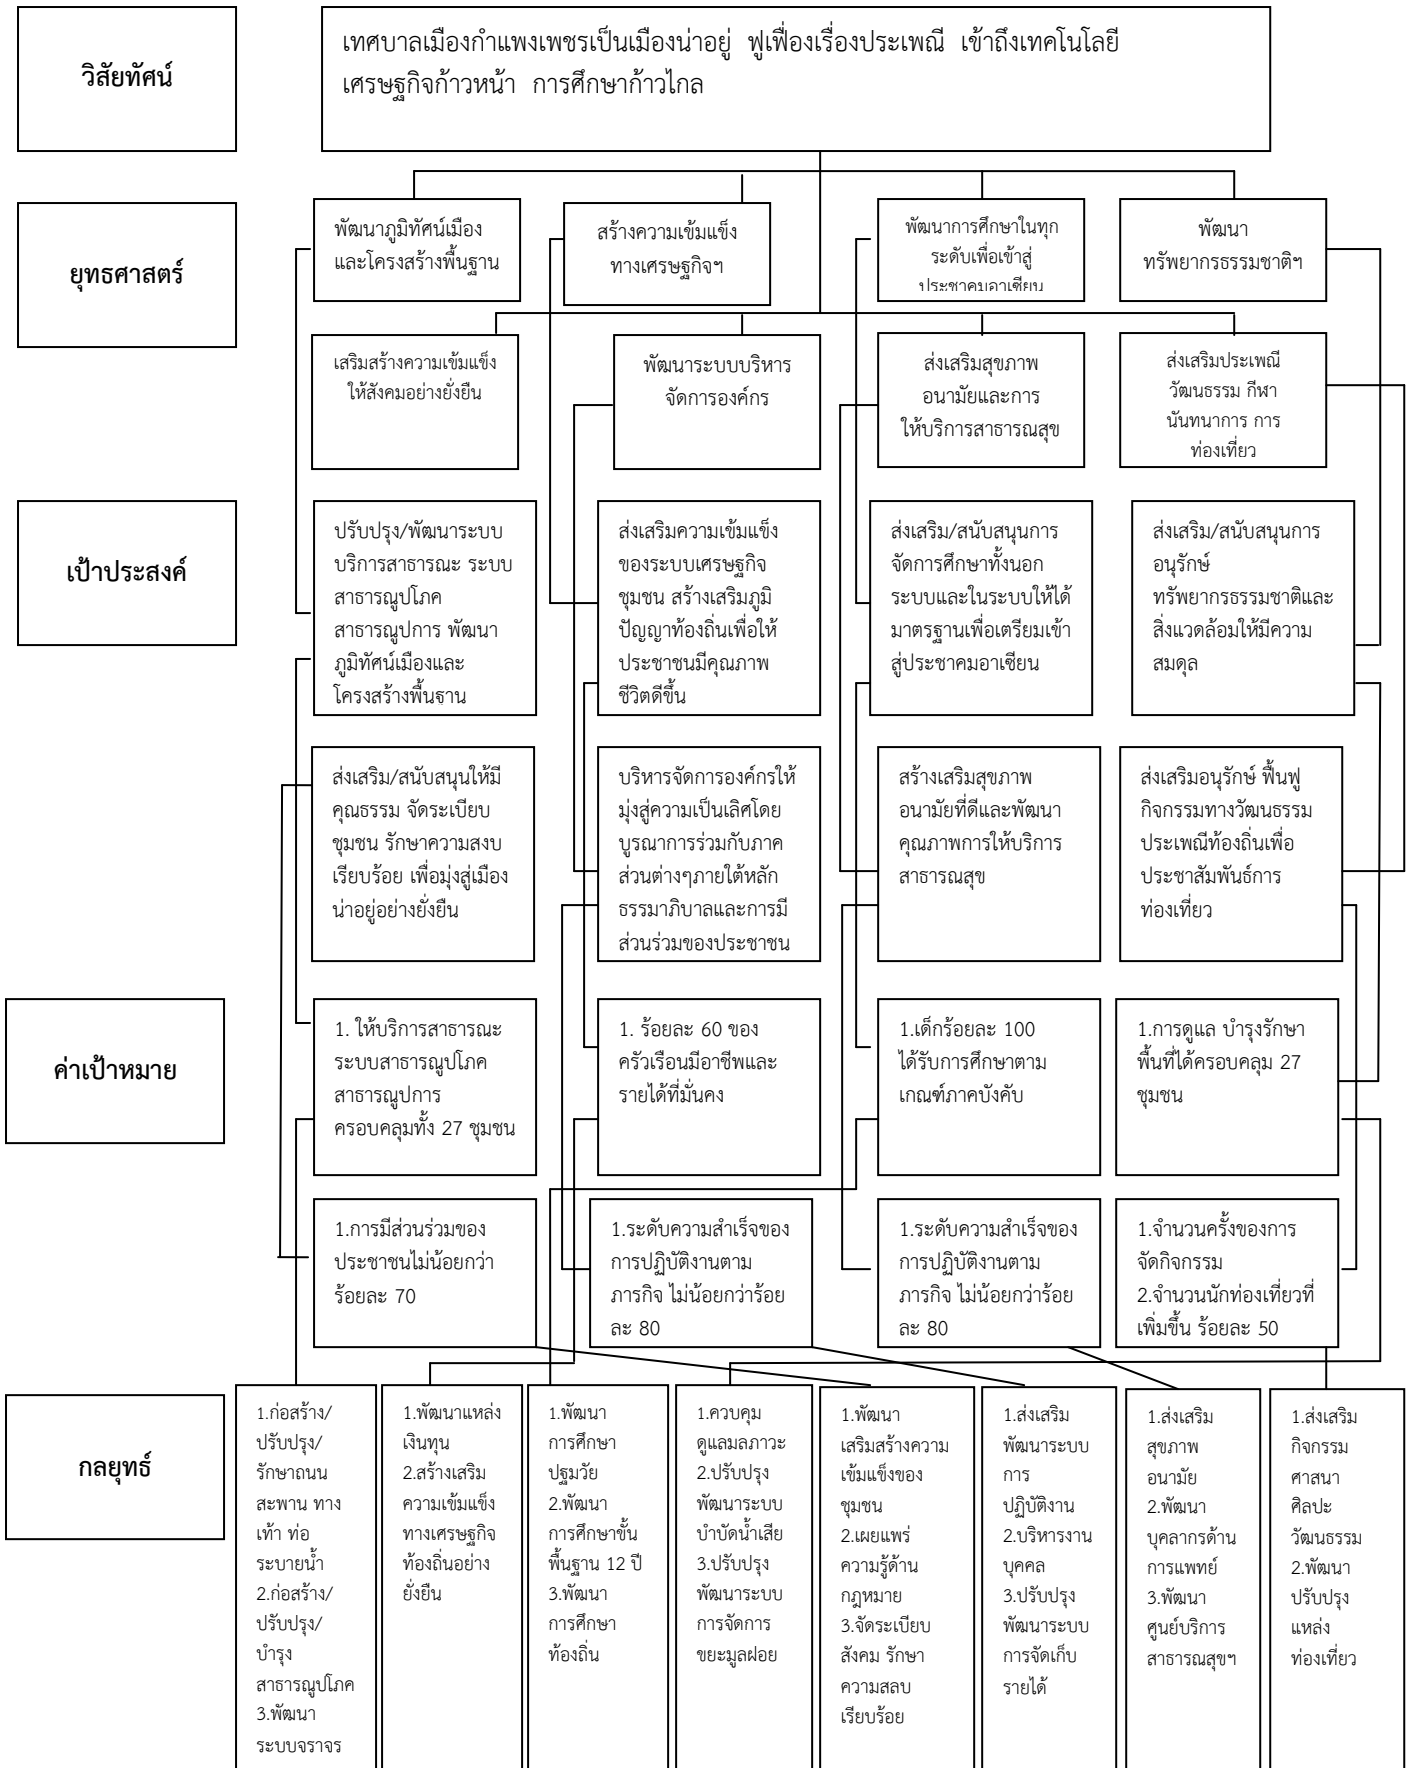 วิสัยทัศน์
เทศบาลเมืองกำแพงเพชรเป็นเมืองน่าอยู่ ฟูเฟื่องเรื่องประเพณี เข้าถึงเทคโนโลยี
เศรษฐกิจก้าวหน้า การศึกษาก้าวไกล
ยุทธศาสตร์
พัฒนาภูมิทัศน์เมือง
และโครงสร้างพื้นฐาน
สร้างความเข้มแข็ง
ทางเศรษฐกิจฯ
พัฒนาการศึกษาในทุก
ระดับเพื่อเข้าสู่
ประชาคมอาเซียน
พัฒนา
ทรัพยากรธรรมชาติฯ
เสริมสร้างความเข้มแข็ง
ให้สังคมอย่างยั่งยืน
พัฒนาระบบบริหาร
จัดการองค์กร
ส่งเสริมสุขภาพ
อนามัยและการ
ให้บริการสาธารณสุข
ส่งเสริมประเพณี
วัฒนธรรม กีฬา
นันทนาการ การ
ท่องเที่ยว
เป้าประสงค์
ปรับปรุง/พัฒนาระบบ
บริการสาธารณะ ระบบ
สาธารณูปโภค
สาธารณูปการ พัฒนา
ภูมิทัศน์เมืองและ
โครงสร้างพื้นฐาน
ส่งเสริมความเข้มแข็ง
ของระบบเศรษฐกิจ
ชุมชน สร้างเสริมภูมิ
ปัญญาท้องถิ่นเพื่อให้
ประชาชนมีคุณภาพ
ชีวิตดีขึ้น
ส่งเสริม/สนับสนุนการ
จัดการศึกษาทั้งนอก
ระบบและในระบบให้ได้
มาตรฐานเพื่อเตรียมเข้า
สู่ประชาคมอาเซียน
ส่งเสริม/สนับสนุนการ
อนุรักษ์
ทรัพยากรธรรมชาติและ
สิ่งแวดล้อมให้มีความ
สมดุล
ส่งเสริม/สนับสนุนให้มี
คุณธรรม จัดระเบียบ
ชุมชน รักษาความสงบ
เรียบร้อย เพื่อมุ่งสู่เมือง
น่าอยู่อย่างยั่งยืน
บริหารจัดการองค์กรให้
มุ่งสู่ความเป็นเลิศโดย
บูรณาการร่วมกับภาค
ส่วนต่างๆภายใต้หลัก
ธรรมาภิบาลและการมี
ส่วนร่วมของประชาชน
สร้างเสริมสุขภาพ
อนามัยที่ดีและพัฒนา
คุณภาพการให้บริการ
สาธารณสุข
ส่งเสริมอนุรักษ์ ฟื้นฟู
กิจกรรมทางวัฒนธรรม
ประเพณีท้องถิ่นเพื่อ
ประชาสัมพันธ์การ
ท่องเที่ยว
ค่าเป้าหมาย
1. ให้บริการสาธารณะ
ระบบสาธารณูปโภค
สาธารณูปการ
ครอบคลุมทั้ง 27 ชุมชน
1. ร้อยละ 60 ของ
ครัวเรือนมีอาชีพและ
รายได้ที่มั่นคง
1.เด็กร้อยละ 100
ได้รับการศึกษาตาม
เกณฑ์ภาคบังคับ
1.การดูแล บำรุงรักษา
พื้นที่ได้ครอบคลุม 27
ชุมชน
1.การมีส่วนร่วมของ
ประชาชนไม่น้อยกว่า
ร้อยละ 70
1.ระดับความสำเร็จของ
การปฏิบัติงานตาม
ภารกิจ ไม่น้อยกว่าร้อย
ละ 80
1.ระดับความสำเร็จของ
การปฏิบัติงานตาม
ภารกิจ ไม่น้อยกว่าร้อย
ละ 80
1.จำนวนครั้งของการ
จัดกิจกรรม
2.จำนวนนักท่องเที่ยวที่
เพิ่มขึ้น ร้อยละ 50
กลยุทธ์
1.ก่อสร้าง/
ปรับปรุง/
รักษาถนน
สะพาน ทาง
เท้า ท่อ
ระบายน้ำ
2.ก่อสร้าง/
ปรับปรุง/
บำรุง
สาธารณูปโภค
3.พัฒนา
ระบบจราจร
1.พัฒนาแหล่ง
เงินทุน
2.สร้างเสริม
ความเข้มแข็ง
ทางเศรษฐกิจ
ท้องถิ่นอย่าง
ยั่งยืน
1.พัฒนา
การศึกษา
ปฐมวัย
2.พัฒนา
การศึกษาขั้น
พื้นฐาน 12 ปี
3.พัฒนา
การศึกษา
ท้องถิ่น
1.ควบคุม
ดูแลมลภาวะ
2.ปรับปรุง
พัฒนาระบบ
บำบัดน้ำเสีย
3.ปรับปรุง
พัฒนาระบบ
การจัดการ
ขยะมูลฝอย
1.พัฒนา
เสริมสร้างความ
เข้มแข็งของ
ชุมชน
2.เผยแพร่
ความรู้ด้าน
กฎหมาย
3.จัดระเบียบ
สังคม รักษา
ความสลบ
เรียบร้อย
1.ส่งเสริม
พัฒนาระบบ
การ
ปฏิบัติงาน
2.บริหารงาน
บุคคล
3.ปรับปรุง
พัฒนาระบบ
การจัดเก็บ
รายได้
1.ส่งเสริม
สุขภาพ
อนามัย
2.พัฒนา
บุคลากรด้าน
การแพทย์
3.พัฒนา
ศูนย์บริการ
สาธารณสุขฯ
1.ส่งเสริม
กิจกรรม
ศาสนา
ศิลปะ
วัฒนธรรม
2.พัฒนา
ปรับปรุง
แหล่ง
ท่องเที่ยว